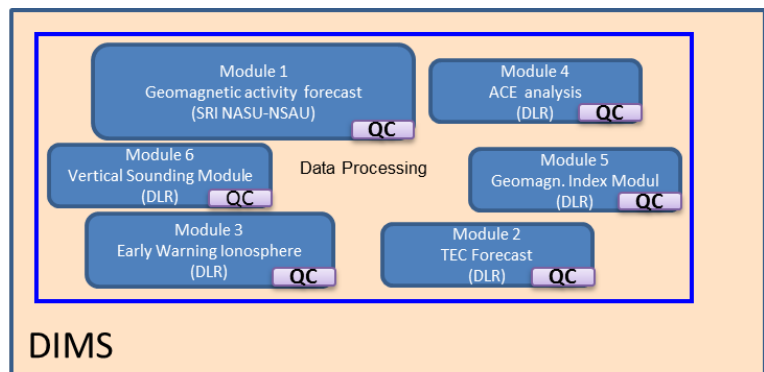 Module 1
Geomagnetic activity forecast
(SRI NASU-NSAU)
QC
Module 4
ACE analysis
(DLR)
QC
Module 6
Vertical Sounding Module
(DLR)
QC
Data Processing
Module 5
Geomagn. Index Modul
(DLR)
QC
Module 3
Early Warning Ionosphere
(DLR)
QC
Module 2
TEC Forecast
(DLR)
QC
DIMS